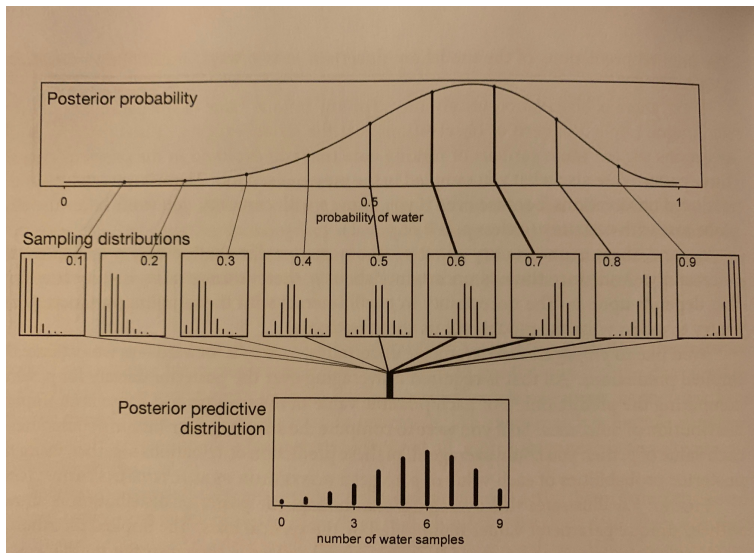 Posterior probability
0 0.5 1
probability of water
Sampling distributions
0.1 0.2 0.3 0.4 0.5 0.6 0.7 0.8 0.9
Posterior predictive
distribution
0 3 6 9
number of water samples